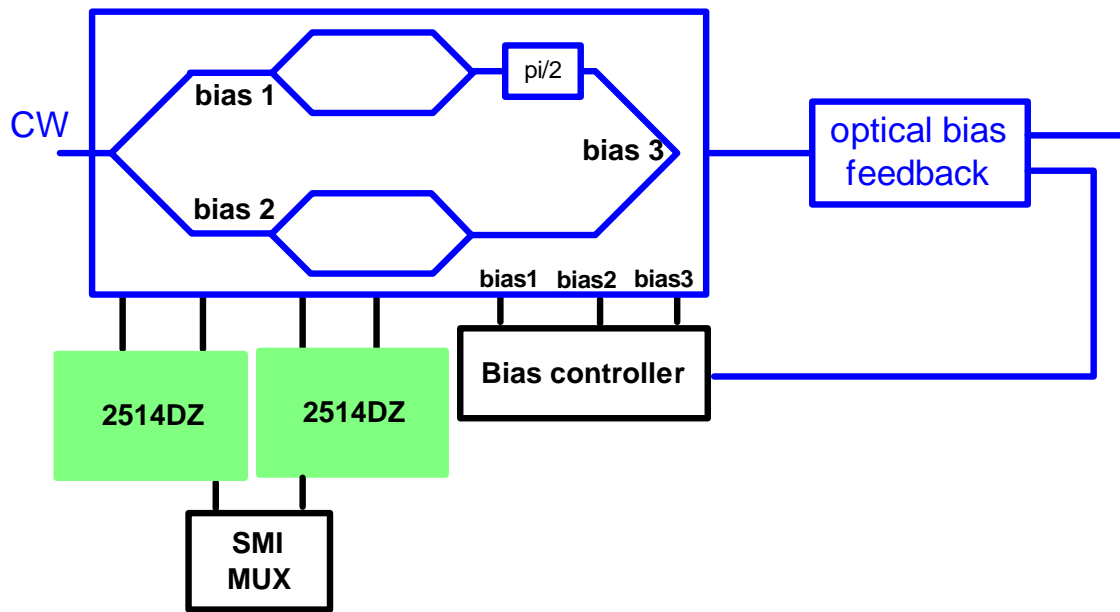 pi/2
bias 1
CW
bias 3
optical bias
feedback
bias 2
bias1 bias2 bias3
Bias controller
2514DZ
2514DZ
SMI
MUX